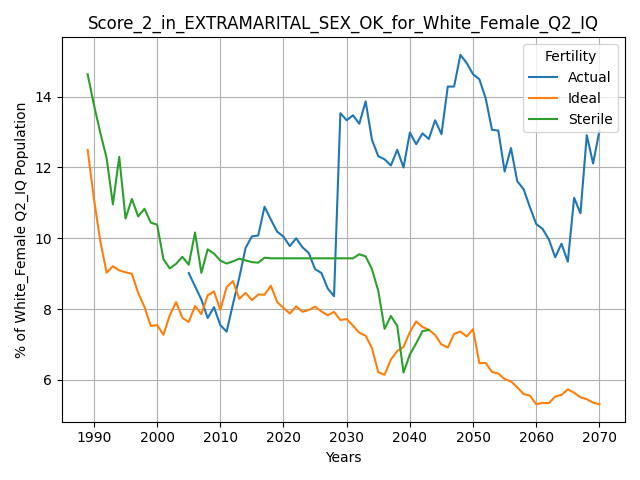 Score_2_in_EXTRAMARITAL_SEX_OK_for_White_Female_Q2_IQ
Fertility
Actual
Ideal
Sterile
% of White_Female Q2_IQ Population
14
12
10
8
6
1990 2000 2010 2020 2030 2040 2050 2060 2070
Years